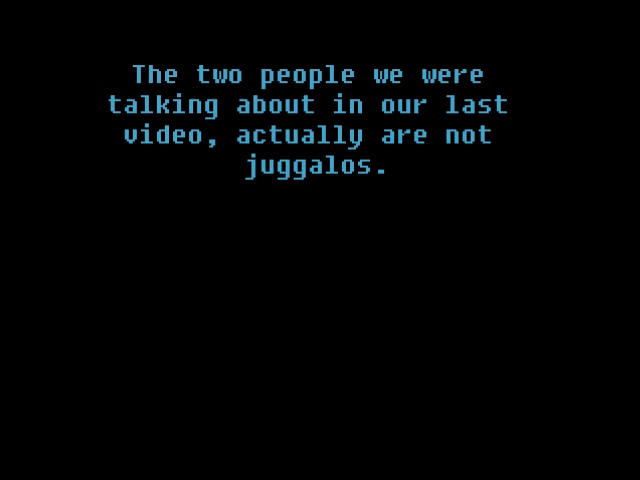 The two people we were
talking about in our last
video, actually are not
juggalos.